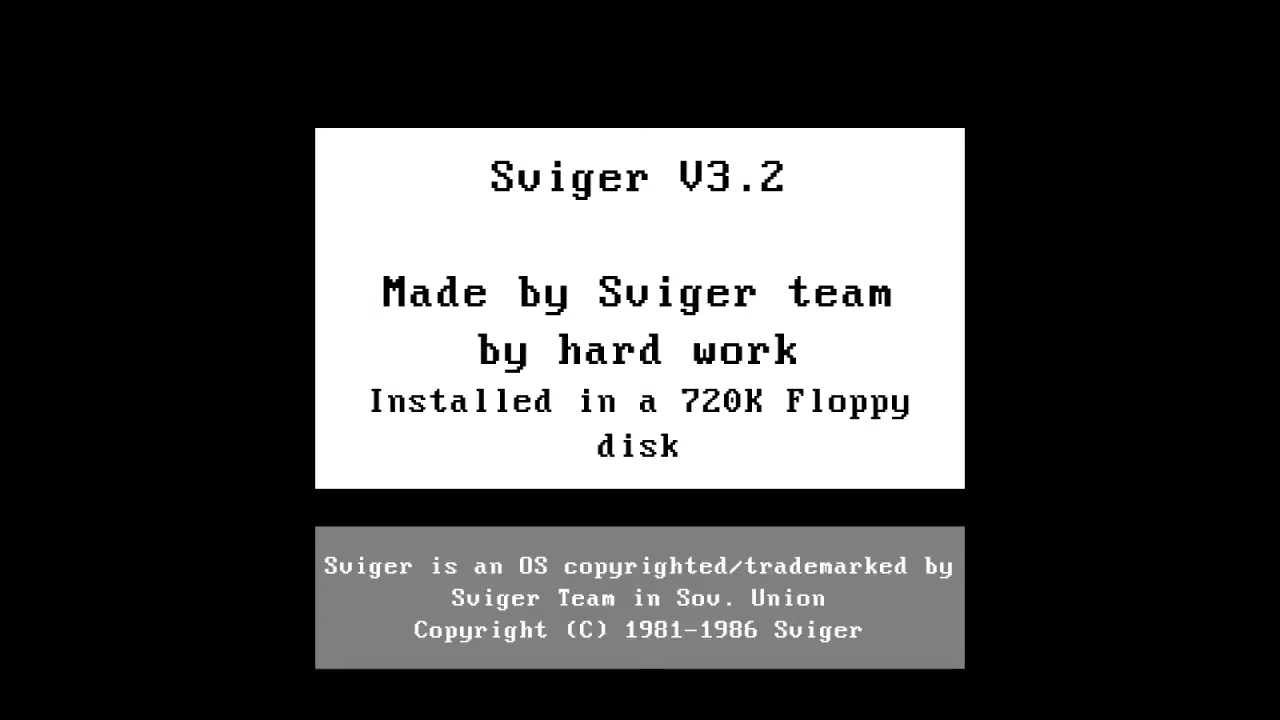 Sviger V3.2
Made by Sviger team
by hard work
Installed in a 720K Floppy
disk
Sviger is an OS copyrighted/trademarked by
Sviger Team in Sov. Union
Copyright (C) 1981-1986 Sviger